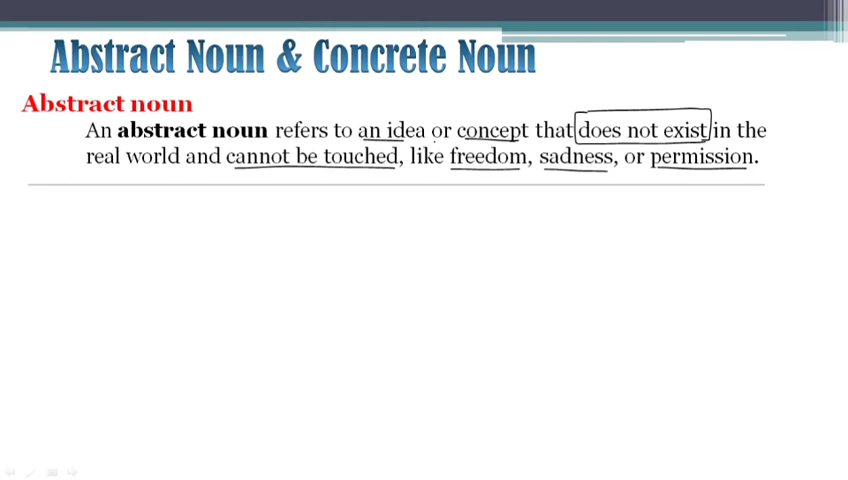 Abstract Noun & Concrete Noun
Abstract noun
An abstract noun refers to an idea or concept that does not exist in the
real world and cannot be touched, like freedom, sadness, or permission.